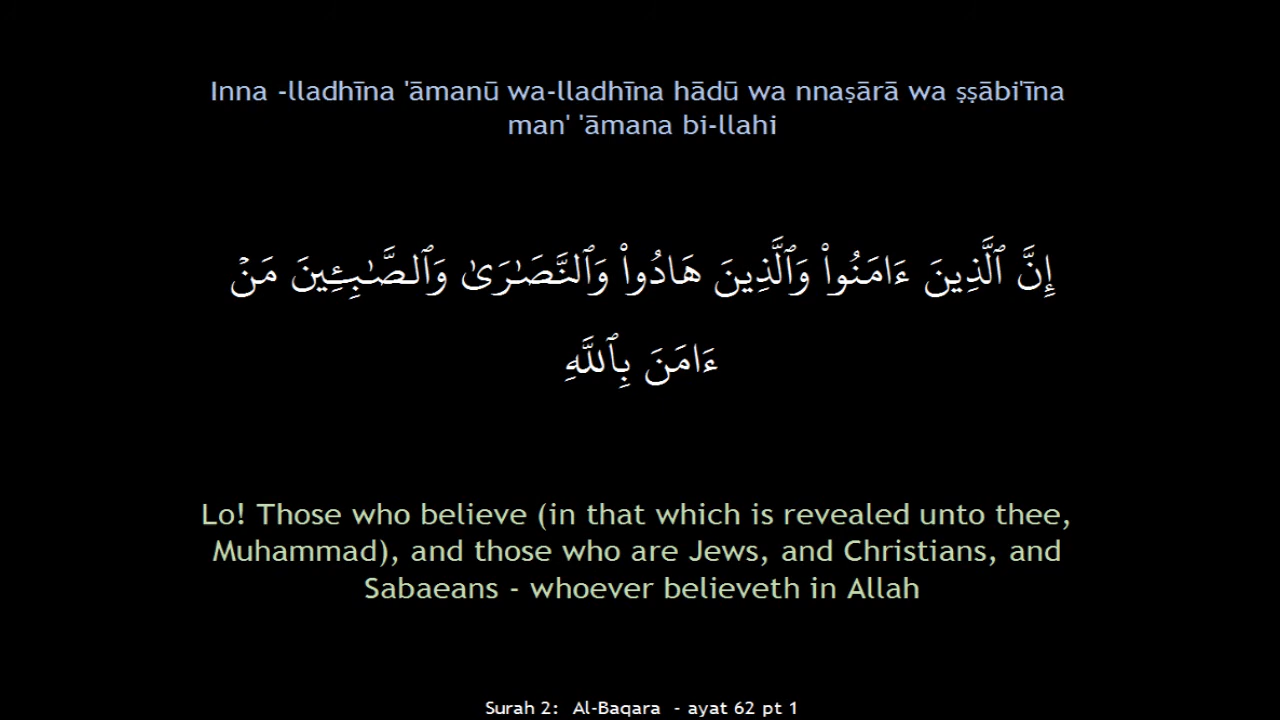 Inna -lladhīna 'āmanū wa-lladhīna hādū wa nnaṣārā wa ṣṣābi'īna
man' 'āmana bi-llahi
إِنَّ ٱلَّذِينَ ءَامَنُوا۟ وَٱلَّذِينَ هَادُوا۟ وَٱلنَّصَـٰرَىٰ وَٱلصَّـٰبِـِٔينَ مَنْ
ءَامَنَ بِٱللَّهِ
Lo! Those who believe (in that which is revealed unto thee,
Muhammad), and those who are Jews, and Christians, and
Sabaeans - whoever believeth in Allah
Surah 2:  Al-Baqara  - ayat 62 pt 1